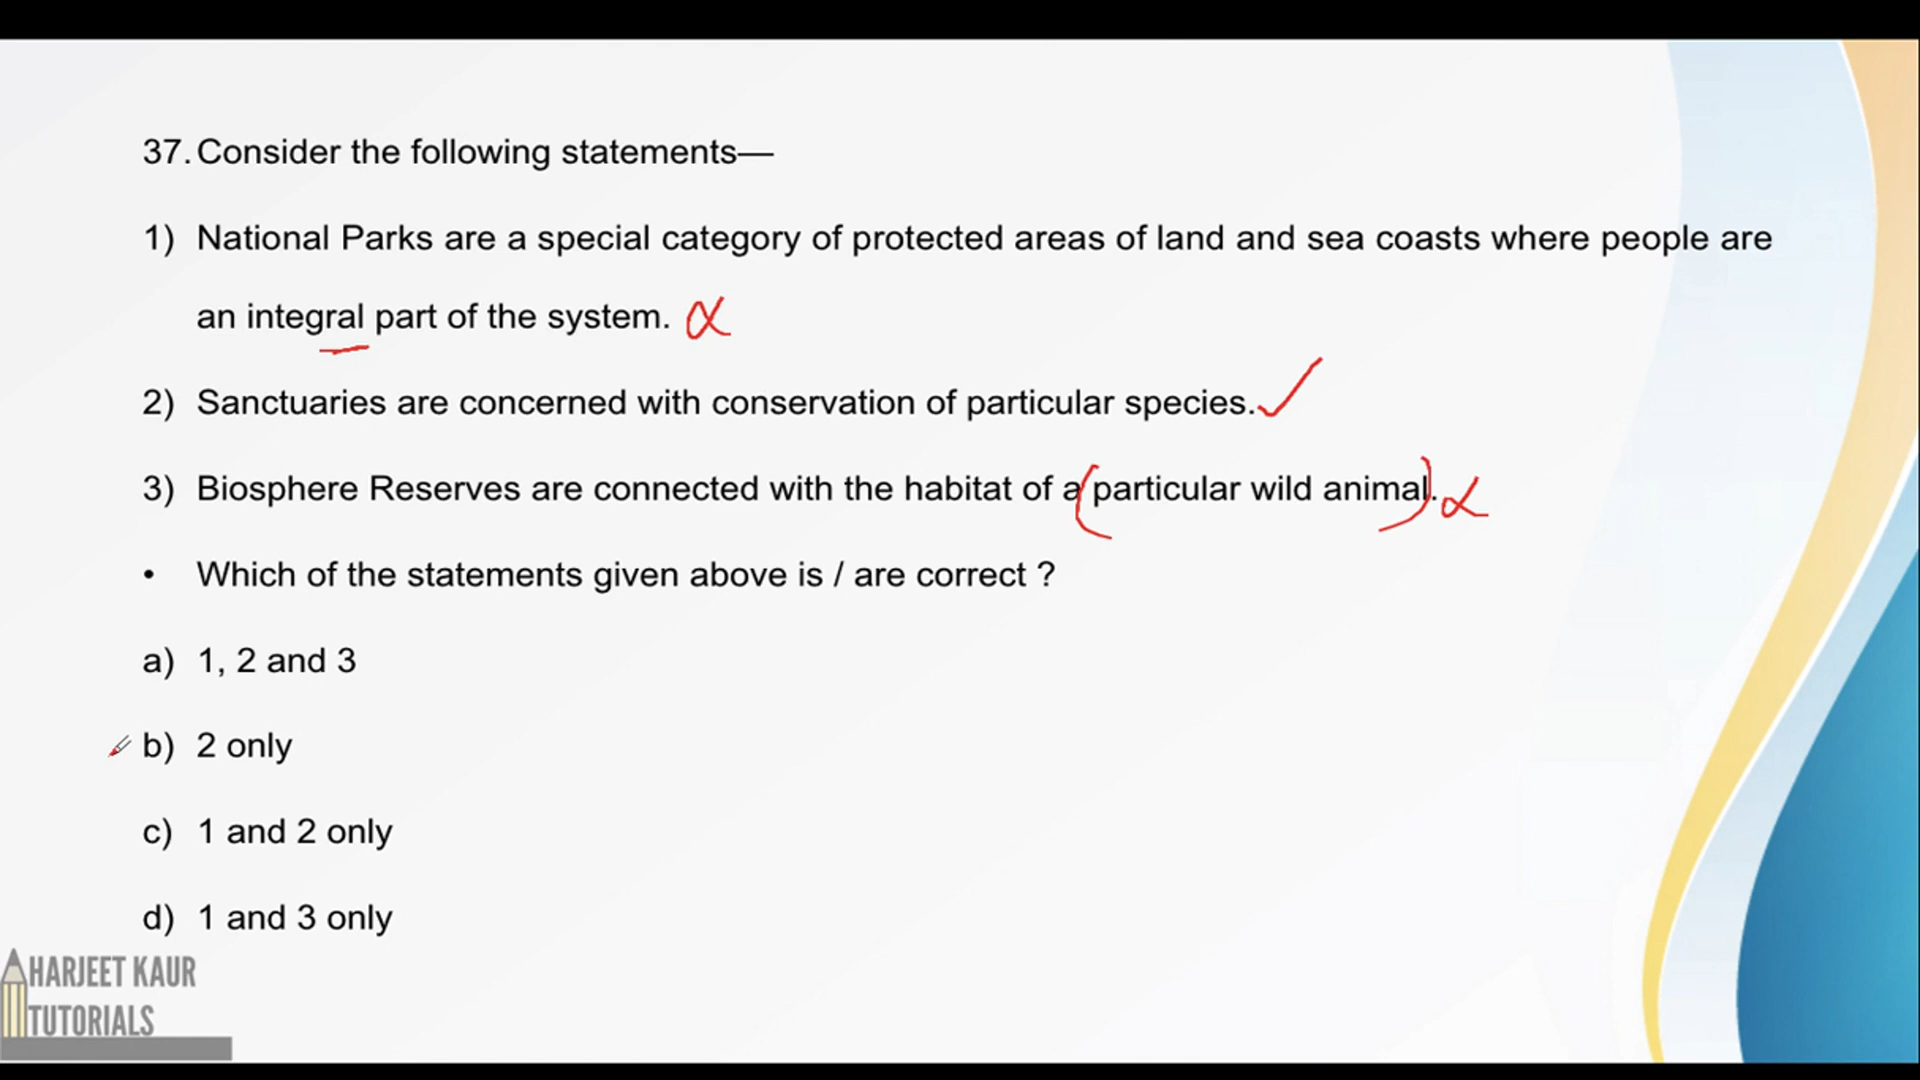 37. Consider the following statements—
1) National Parks are a special category of protected areas of land and sea coasts where people are
an integral part of the system.
2) Sanctuaries are concerned with conservation of particular species.
3) Biosphere Reserves are connected with the habitat of a particular wild animal.
• Which of the statements given above is / are correct ?
a) 1, 2 and 3
b) 2 only
c) 1 and 2 only
d) 1 and 3 only
HARJEET KAUR
TUTORIALS